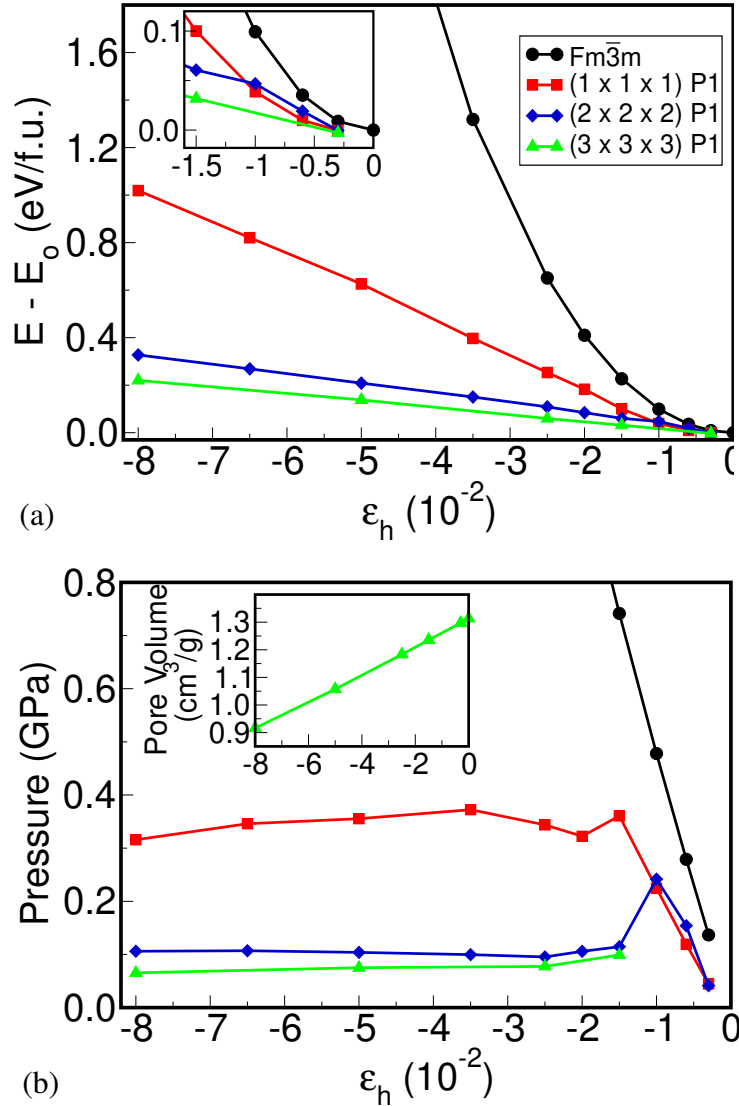 0.1
0.0
-1.5 -1 -0.5 0
Fm3̅m
(1 x 1 x 1) P1
(2 x 2 x 2) P1
(3 x 3 x 3) P1
E - E_o (eV/f.u.)
1.6
1.2
0.8
0.4
0.0
-8 -7 -6 -5 -4 -3 -2 -1 0
(a)
ε_h (10^-2)
Pore Volume
(cm^3/g)
1.3
1.2
1.1
1.0
0.9
-8 -6 -4 -2 0
Pressure (GPa)
0.8
0.6
0.4
0.2
0.0
-8 -7 -6 -5 -4 -3 -2 -1 0
(b)
ε_h (10^-2)